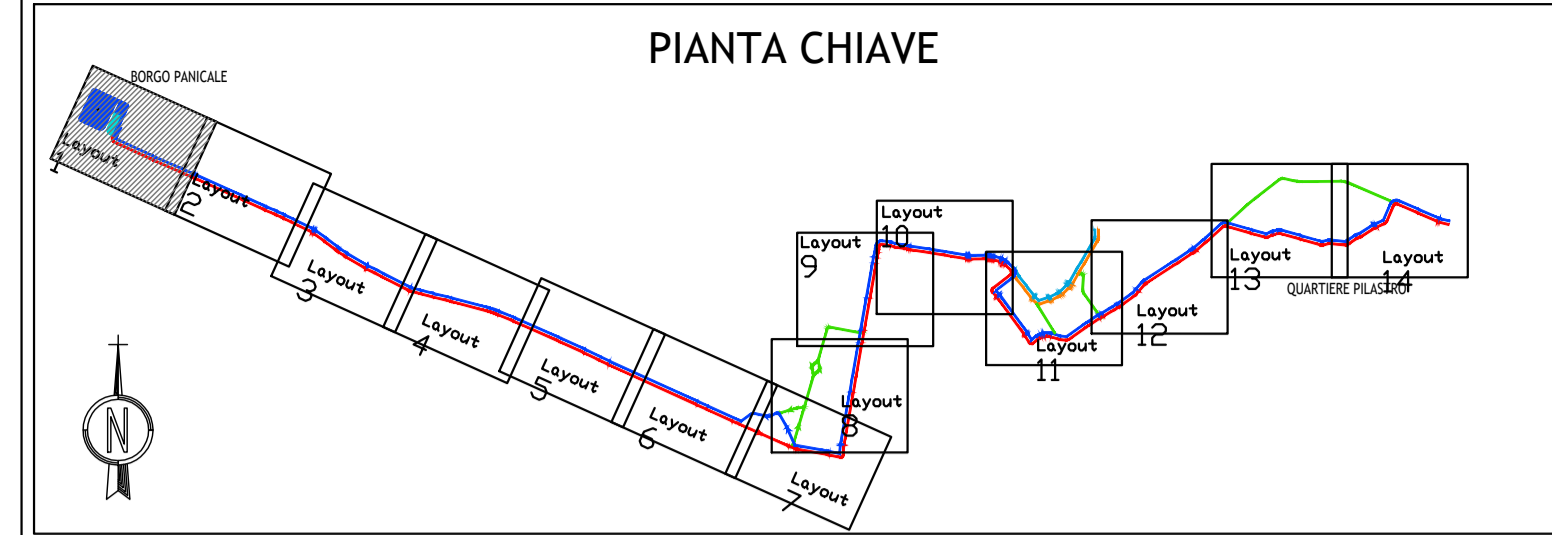 PIANTA CHIAVE
BORGO PANICALE
Layout
1
Layout
2
Layout
3
Layout
4
Layout
5
Layout
6
Layout
7
Layout
8
Layout
9
Layout
10
Layout
11
Layout
12
Layout
13
Layout
14
QUARTIERE PILASTRO
N